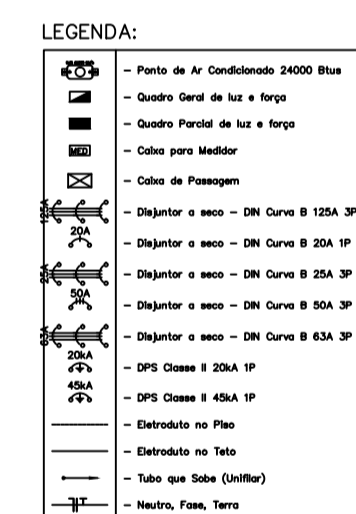 LEGENDA:
– Ponto de Ar Condicionado 24000 Btus
– Quadro Geral de luz e força
– Quadro Parcial de luz e força
MED – Caixa para Medidor
– Caixa de Passagem
125A – Disjuntor a seco – DIN Curva B 125A 3P
20A – Disjuntor a seco – DIN Curva B 20A 1P
25A – Disjuntor a seco – DIN Curva B 25A 3P
50A – Disjuntor a seco – DIN Curva B 50A 3P
63A – Disjuntor a seco – DIN Curva B 63A 3P
20kA – DPS Classe II 20kA 1P
45kA – DPS Classe II 45kA 1P
– Eletroduto no Piso
– Eletroduto no Teto
– Tubo que Sobe (Unifilar)
– Neutro, Fase, Terra